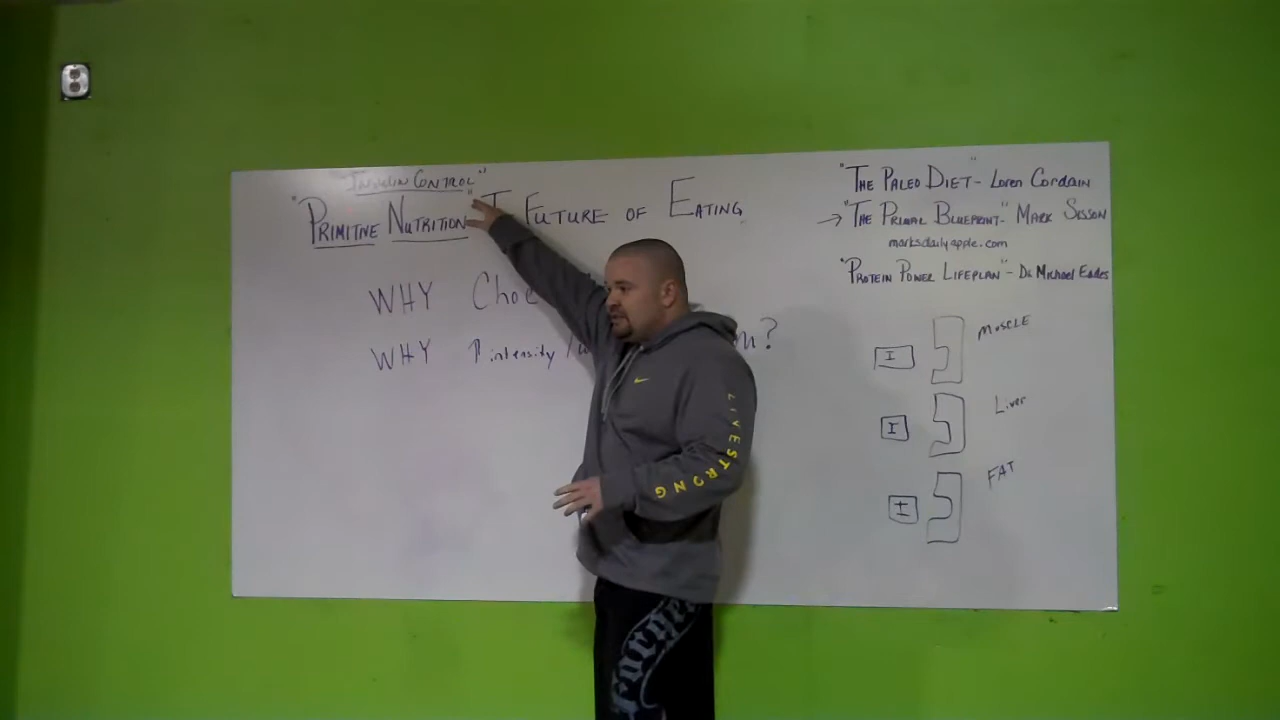 "INSULIN CONTROL"
"PRIMITIVE NUTRITION" FUTURE OF EATING
WHY
WHY ↑ intensity /
"THE PALEO DIET" - Loren Cordain
→ "THE PRIMAL BLUEPRINT" - MARK SISSON
marksdailyapple.com
"PROTEIN POWER LIFEPLAN" - DR Michael Eades
I MUSCLE
I Liver
I FAT
LIVESTRONG